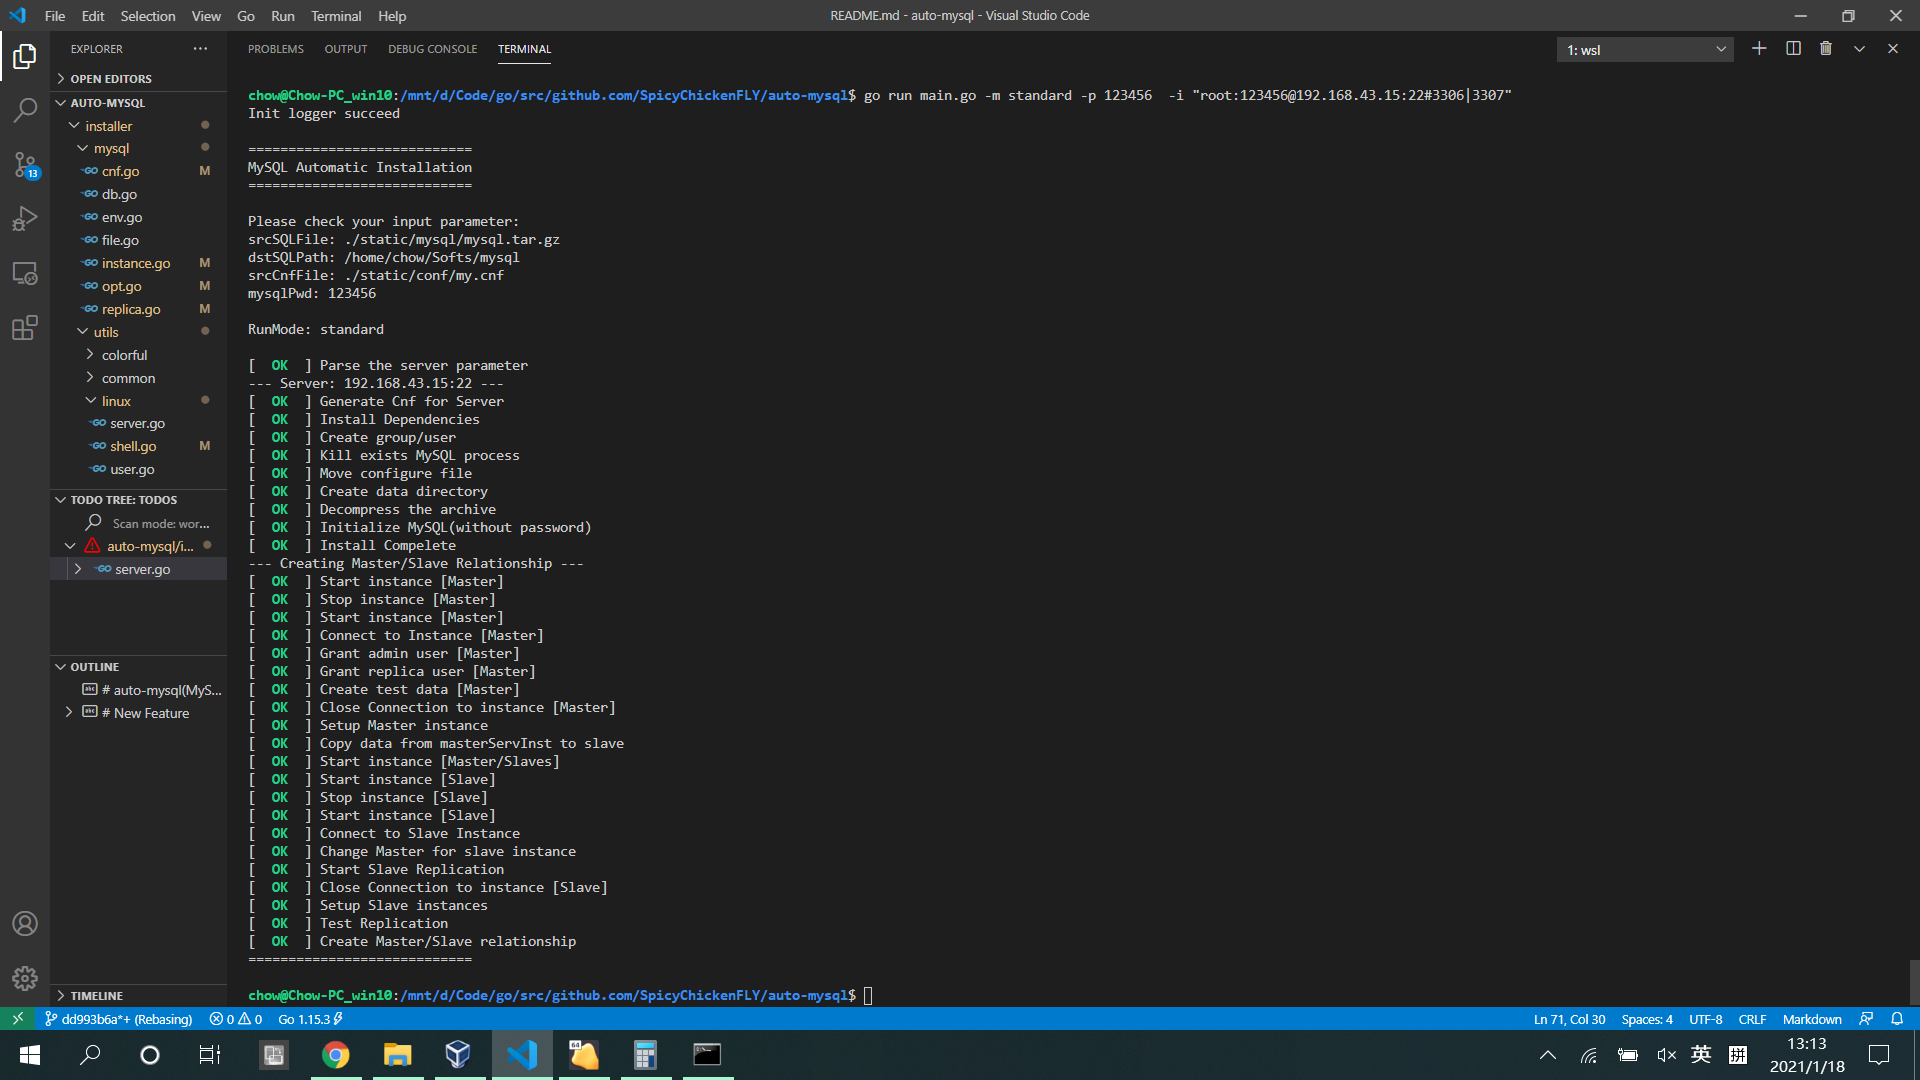 File Edit Selection View Go Run Terminal Help
README.md - auto-mysql - Visual Studio Code
EXPLORER
OPEN EDITORS
AUTO-MYSQL
installer
mysql
cnf.go M
db.go
env.go
file.go
instance.go M
opt.go M
replica.go M
utils
colorful
common
linux
server.go
shell.go M
user.go
TODO TREE: TODOS
Scan mode: wor...
auto-mysql/i...
server.go
OUTLINE
# auto-mysql(MyS...
# New Feature
TIMELINE
13
PROBLEMS OUTPUT DEBUG CONSOLE TERMINAL
1: wsl
chow@Chow-PC_win10:/mnt/d/Code/go/src/github.com/SpicyChickenFLY/auto-mysql$ go run main.go -m standard -p 123456  -i "root:123456@192.168.43.15:22#3306|3307"
Init logger succeed
============================
MySQL Automatic Installation
============================
Please check your input parameter:
srcSQLFile: ./static/mysql/mysql.tar.gz
dstSQLPath: /home/chow/Softs/mysql
srcCnfFile: ./static/conf/my.cnf
mysqlPwd: 123456
RunMode: standard
[  OK  ] Parse the server parameter
--- Server: 192.168.43.15:22 ---
[  OK  ] Generate Cnf for Server
[  OK  ] Install Dependencies
[  OK  ] Create group/user
[  OK  ] Kill exists MySQL process
[  OK  ] Move configure file
[  OK  ] Create data directory
[  OK  ] Decompress the archive
[  OK  ] Initialize MySQL(without password)
[  OK  ] Install Compelete
--- Creating Master/Slave Relationship ---
[  OK  ] Start instance [Master]
[  OK  ] Stop instance [Master]
[  OK  ] Start instance [Master]
[  OK  ] Connect to Instance [Master]
[  OK  ] Grant admin user [Master]
[  OK  ] Grant replica user [Master]
[  OK  ] Create test data [Master]
[  OK  ] Close Connection to instance [Master]
[  OK  ] Setup Master instance
[  OK  ] Copy data from masterServInst to slave
[  OK  ] Start instance [Master/Slaves]
[  OK  ] Start instance [Slave]
[  OK  ] Stop instance [Slave]
[  OK  ] Start instance [Slave]
[  OK  ] Connect to Slave Instance
[  OK  ] Change Master for slave instance
[  OK  ] Start Slave Replication
[  OK  ] Close Connection to instance [Slave]
[  OK  ] Setup Slave instances
[  OK  ] Test Replication
[  OK  ] Create Master/Slave relationship
============================
chow@Chow-PC_win10:/mnt/d/Code/go/src/github.com/SpicyChickenFLY/auto-mysql$
dd993b6a*+ (Rebasing) 0 0 Go 1.15.3
Ln 71, Col 30 Spaces: 4 UTF-8 CRLF Markdown
64
英 拼
13:13
2021/1/18